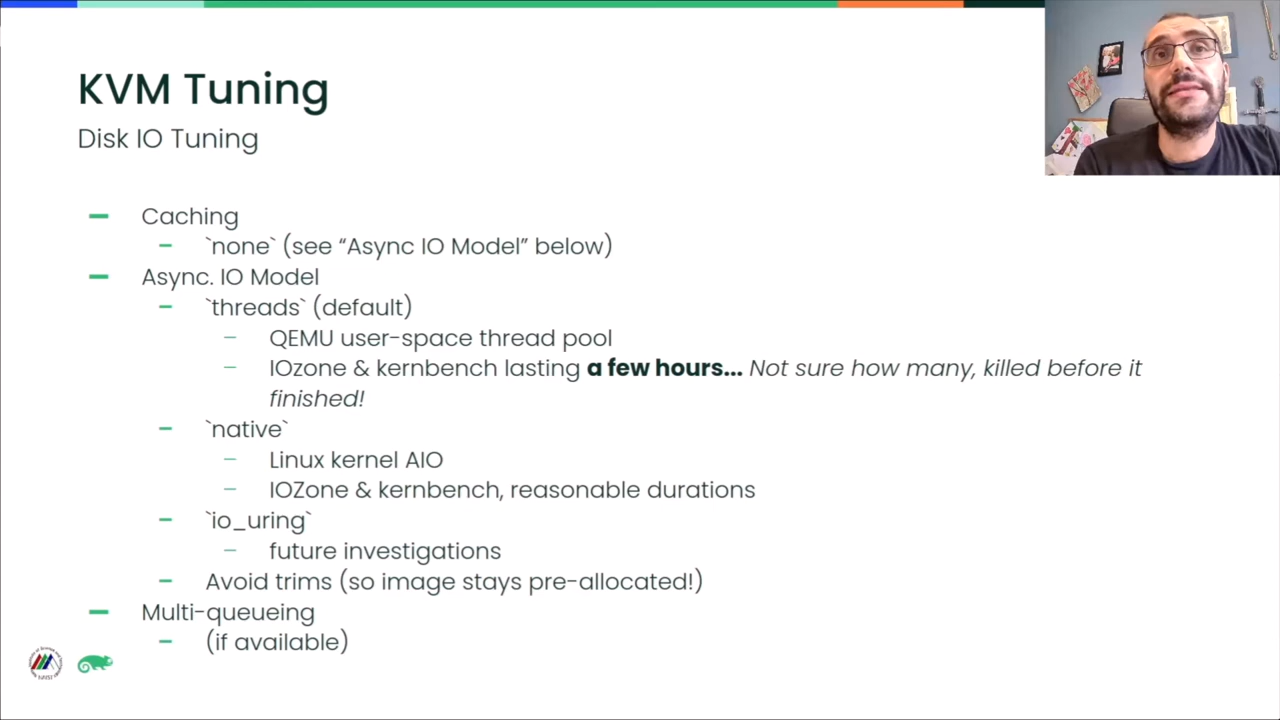 KVM Tuning
Disk IO Tuning
Caching
`none` (see “Async IO Model” below)
Async. IO Model
`threads` (default)
QEMU user-space thread pool
IOzone & kernbench lasting a few hours... Not sure how many, killed before it
finished!
`native`
Linux kernel AIO
IOZone & kernbench, reasonable durations
`io_uring`
future investigations
Avoid trims (so image stays pre-allocated!)
Multi-queueing
(if available)